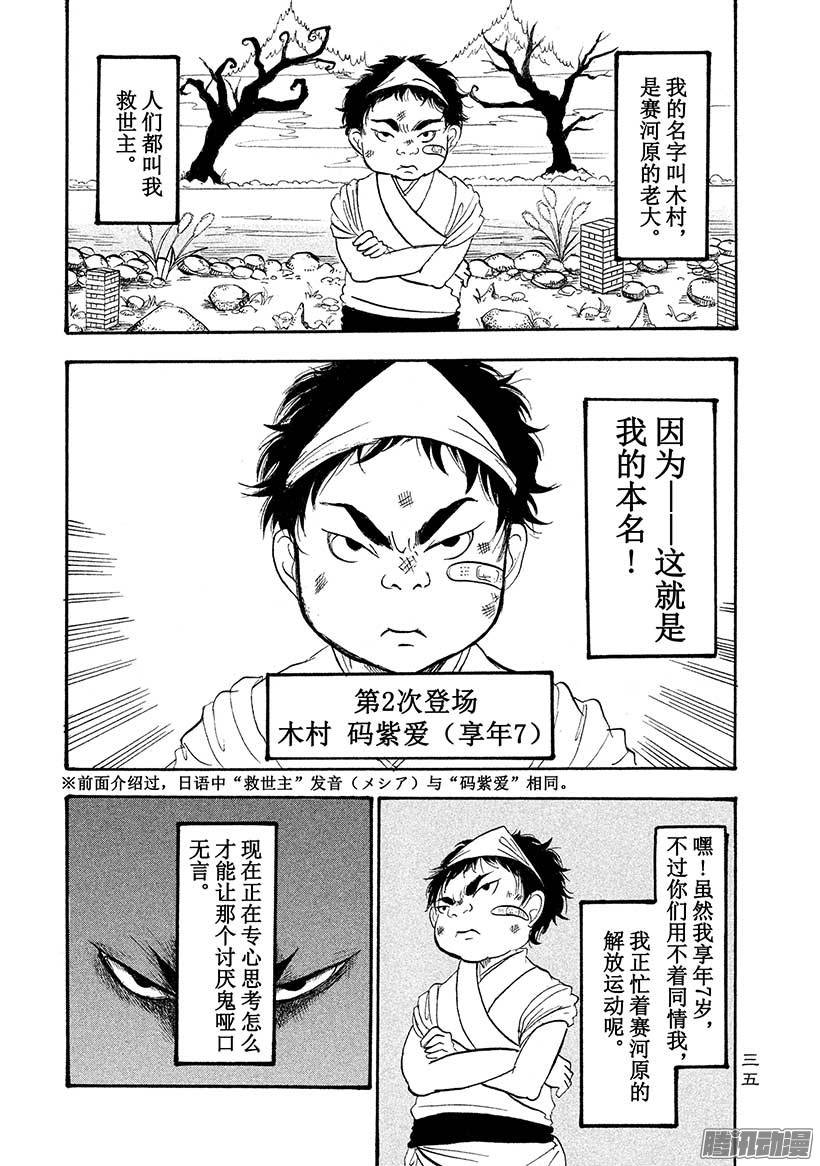 我的名字叫木村，
是赛河原的老大。
人们都叫我
救世主。
因为——这就是
我的本名！
第2次登场
木村 码紫爱（享年7）
※前面介绍过，日语中“救世主”发音（メシア）与“码紫爱”相同。
嘿！虽然我享年7岁，
不过你们用不着同情我，
我正忙着赛河原的
解放运动呢。
现在正在专心思考怎么
才能让那个讨厌鬼哑口
无言。
三五
腾讯动漫